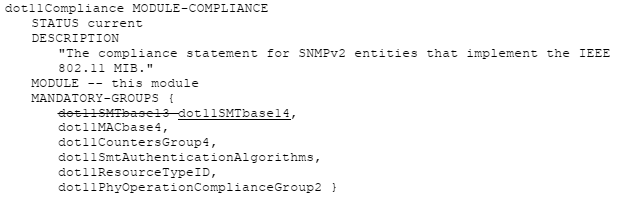 dot11Compliance MODULE-COMPLIANCE
STATUS current
DESCRIPTION
"The compliance statement for SNMPv2 entities that implement the IEEE
802.11 MIB."
MODULE -- this module
MANDATORY-GROUPS {
dot11SMTbase13 dot11SMTbase14,
dot11MACbase4,
dot11CountersGroup4,
dot11SmtAuthenticationAlgorithms,
dot11ResourceTypeID,
dot11PhyOperationComplianceGroup2 }